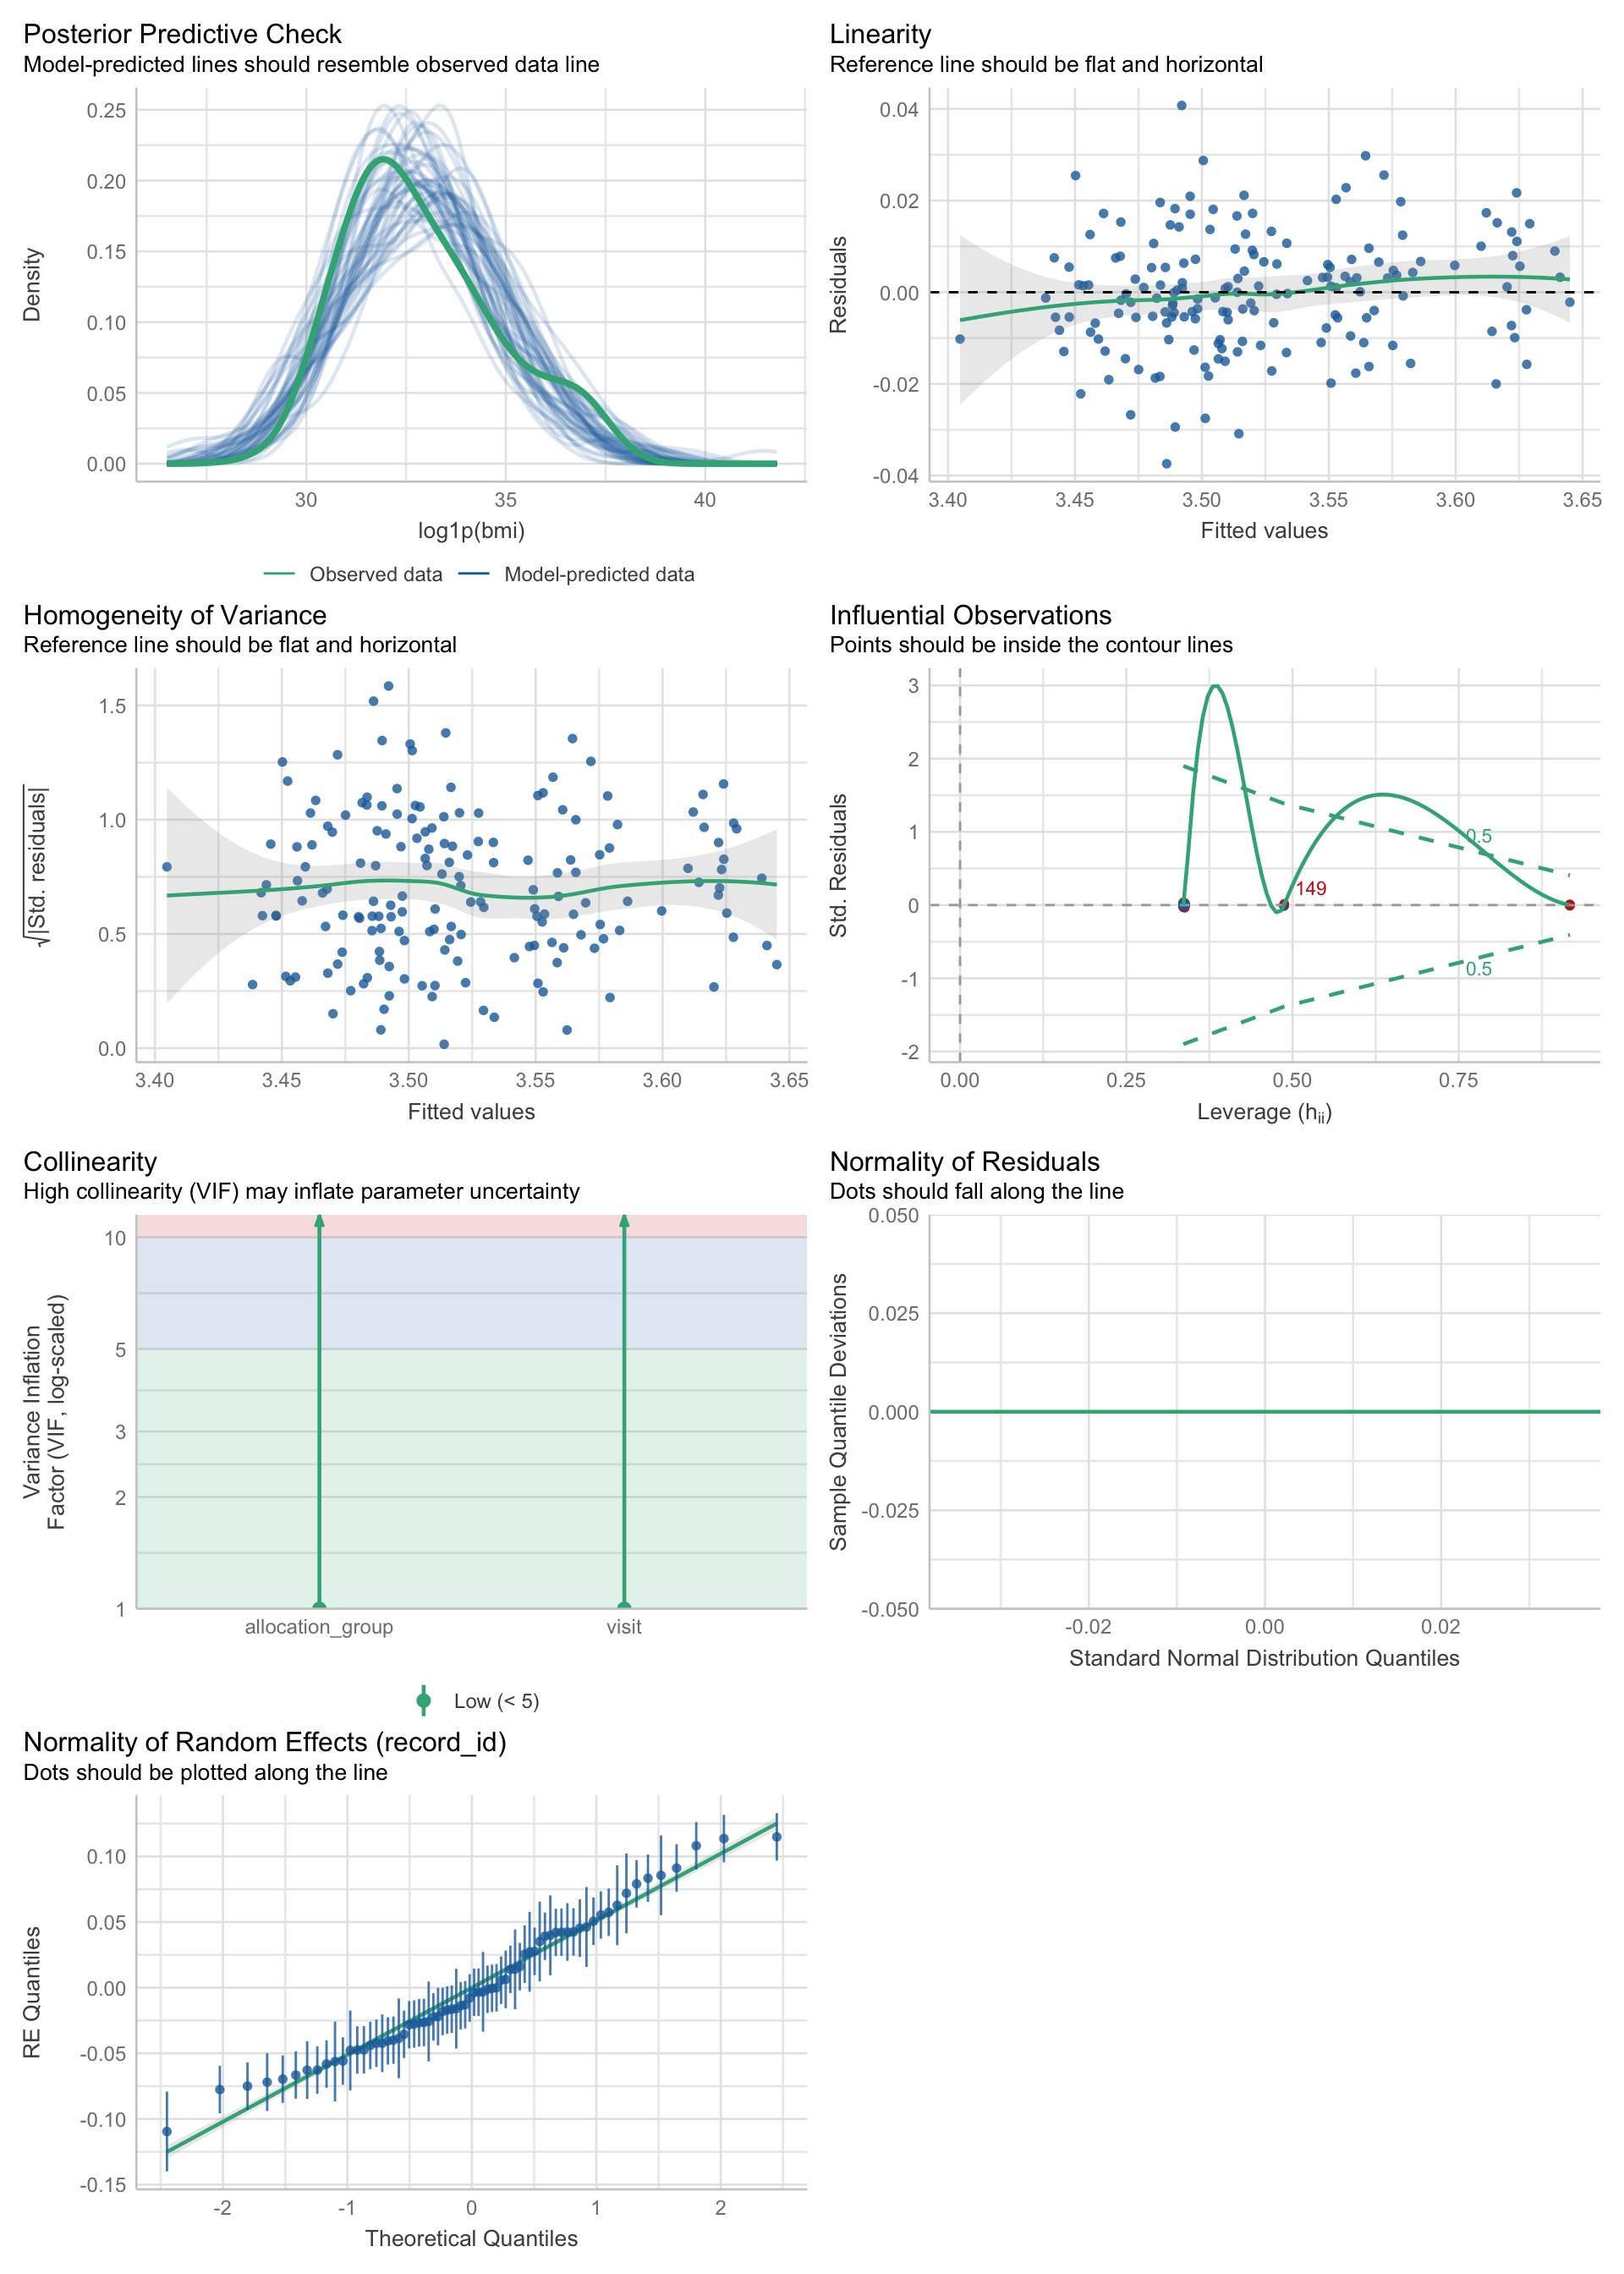 Posterior Predictive Check
Model-predicted lines should resemble observed data line
0.25
0.20
0.15
0.10
0.05
0.00
Density
30
35
40
log1p(bmi)
Observed data
Model-predicted data
Linearity
Reference line should be flat and horizontal
0.04
0.02
0.00
-0.02
-0.04
Residuals
3.40
3.45
3.50
3.55
3.60
3.65
Fitted values
Homogeneity of Variance
Reference line should be flat and horizontal
1.5
1.0
0.5
0.0
√|Std. residuals|
3.40
3.45
3.50
3.55
3.60
3.65
Fitted values
Influential Observations
Points should be inside the contour lines
3
2
1
0
-1
-2
Std. Residuals
0.5
149
0.5
0.00
0.25
0.50
0.75
Leverage (hii)
Collinearity
High collinearity (VIF) may inflate parameter uncertainty
10
5
3
2
1
Variance Inflation
Factor (VIF, log-scaled)
allocation_group
visit
Low (< 5)
Normality of Residuals
Dots should fall along the line
0.050
0.025
0.000
-0.025
-0.050
Sample Quantile Deviations
-0.02
0.00
0.02
Standard Normal Distribution Quantiles
Normality of Random Effects (record_id)
Dots should be plotted along the line
0.10
0.05
0.00
-0.05
-0.10
-0.15
RE Quantiles
-2
-1
0
1
2
Theoretical Quantiles